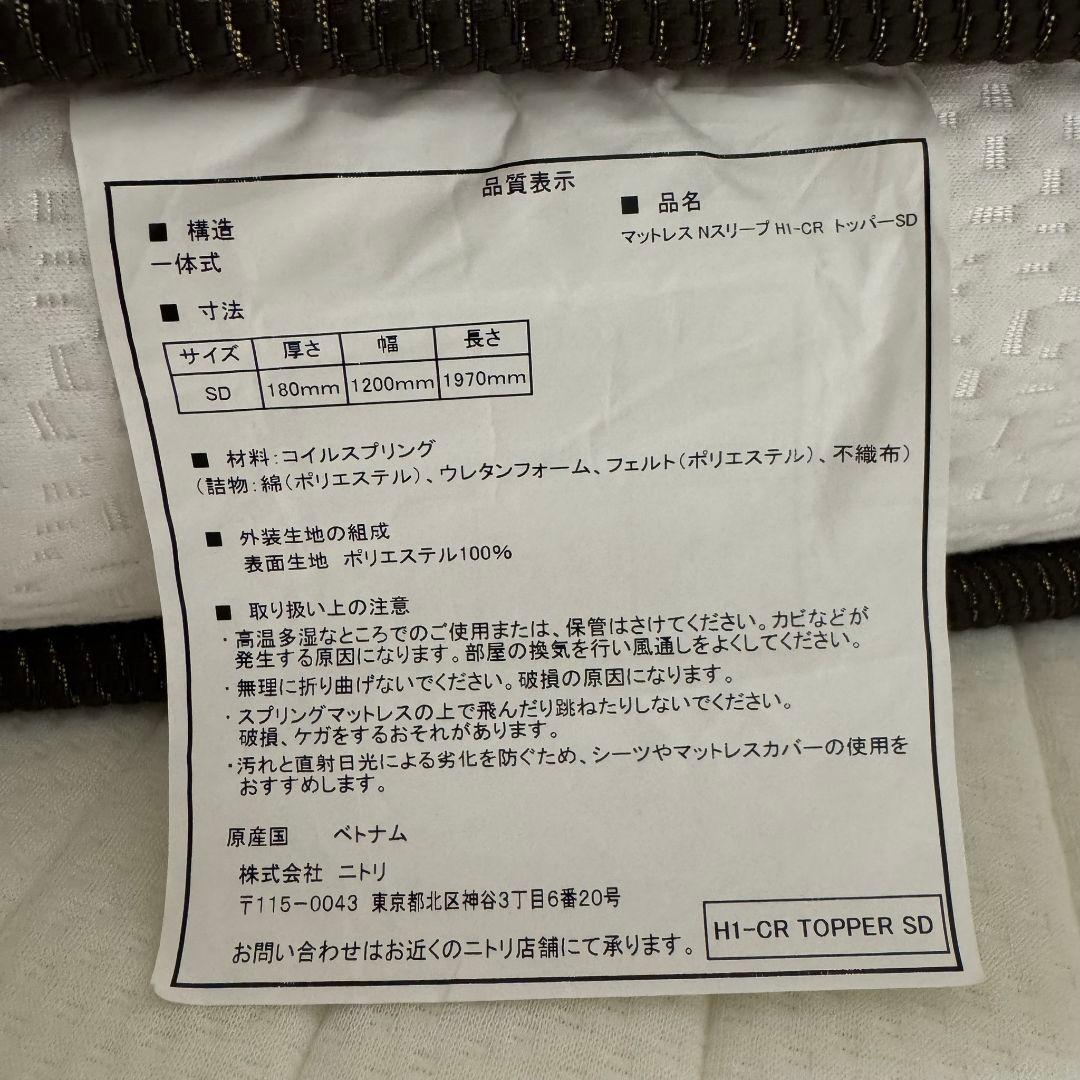 品質表示
■ 品名
マットレス Nスリープ H1-CR トッパーSD
■ 構造
一体式
■ 寸法
サイズ 厚さ 幅 長さ
SD 180mm 1200mm 1970mm
■ 材料:コイルスプリング
(詰物:綿(ポリエステル)、ウレタンフォーム、フェルト(ポリエステル)、不織布)
■ 外装生地の組成
表面生地 ポリエステル100%
■ 取り扱い上の注意
・高温多湿なところでのご使用または、保管はさけてください。カビなどが
発生する原因になります。部屋の換気を行い風通しをよくしてください。
・無理に折り曲げないでください。破損の原因になります。
・スプリングマットレスの上で飛んだり跳ねたりしないでください。
破損、ケガをするおそれがあります。
・汚れと直射日光による劣化を防ぐため、シーツやマットレスカバーの使用を
おすすめします。
原産国 ベトナム
株式会社 ニトリ
〒115-0043 東京都北区神谷3丁目6番20号
お問い合わせはお近くのニトリ店舗にて承ります。
H1-CR TOPPER SD